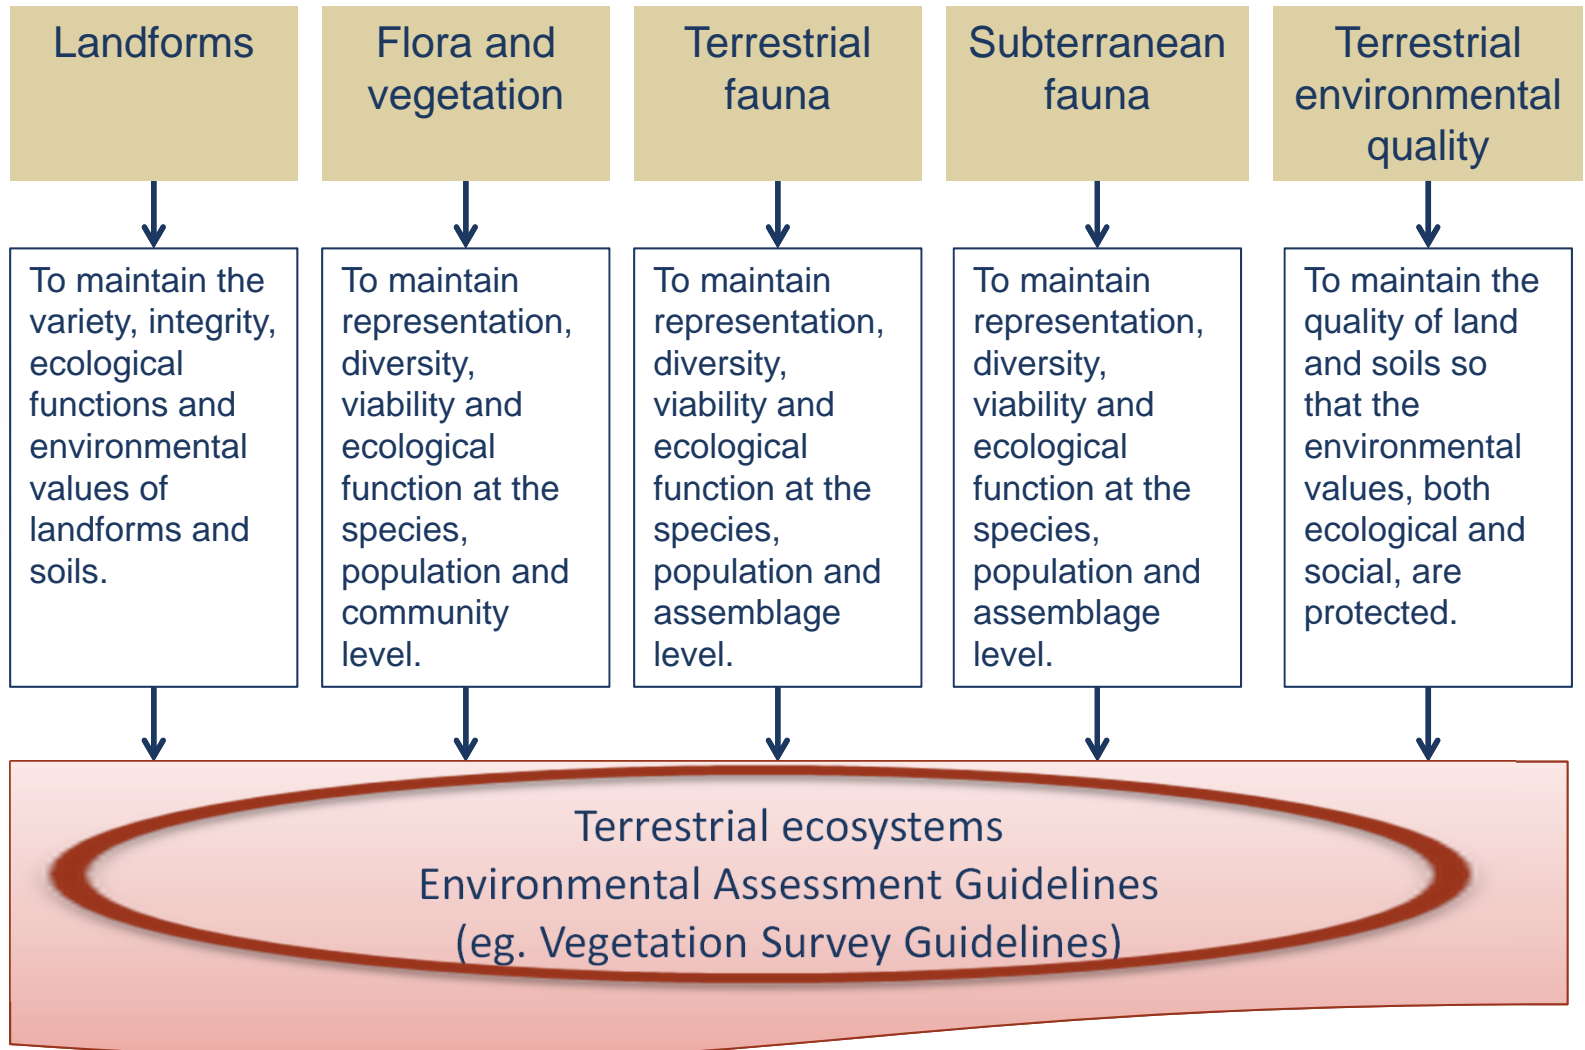 Landforms
Flora and
vegetation
Terrestrial
fauna
Subterranean
fauna
Terrestrial
environmental
quality
To maintain the
variety, integrity,
ecological
functions and
environmental
values of
landforms and
soils.
To maintain
representation,
diversity,
viability and
ecological
function at the
species,
population and
community
level.
To maintain
representation,
diversity,
viability and
ecological
function at the
species,
population and
assemblage
level.
To maintain
representation,
diversity,
viability and
ecological
function at the
species,
population and
assemblage
level.
To maintain the
quality of land
and soils so
that the
environmental
values, both
ecological and
social, are
protected.
Terrestrial ecosystems
Environmental Assessment Guidelines
(eg. Vegetation Survey Guidelines)